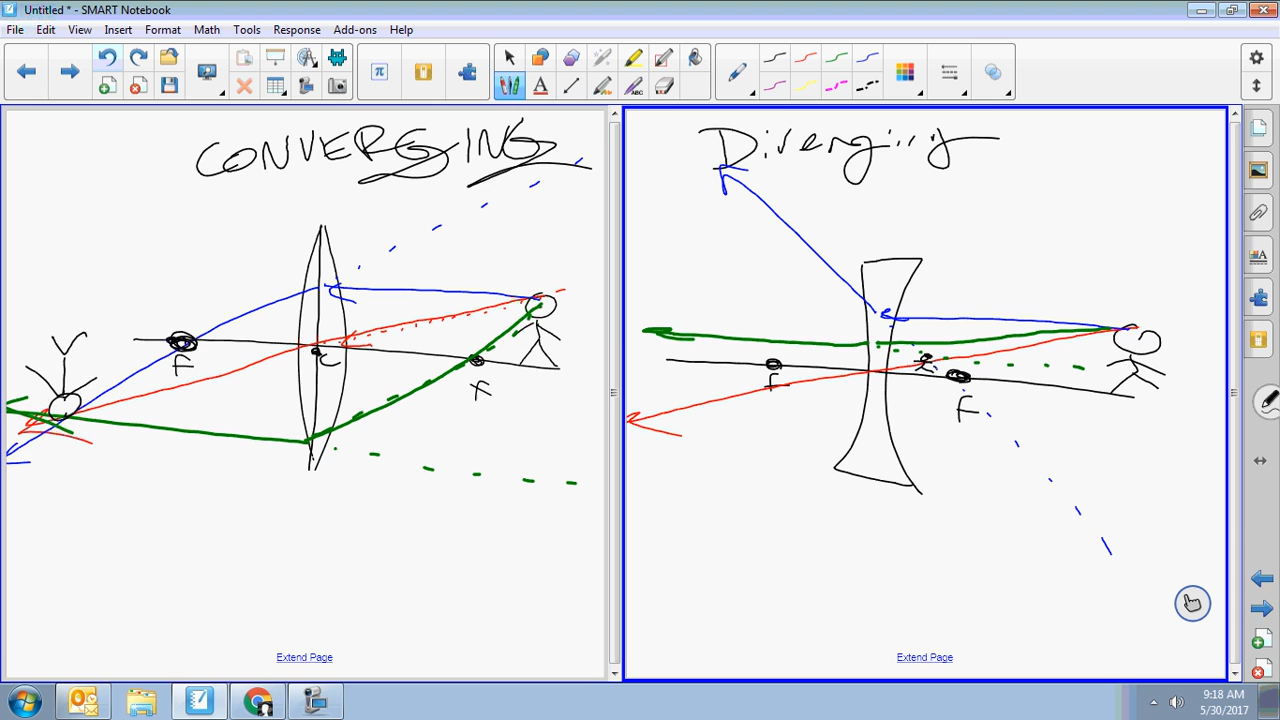 Untitled * - SMART Notebook
File Edit View Insert Format Math Tools Response Add-ons Help
CONVERGING
Diverging
F
C
F
F
F
Extend Page
Extend Page
9:18 AM
5/30/2017